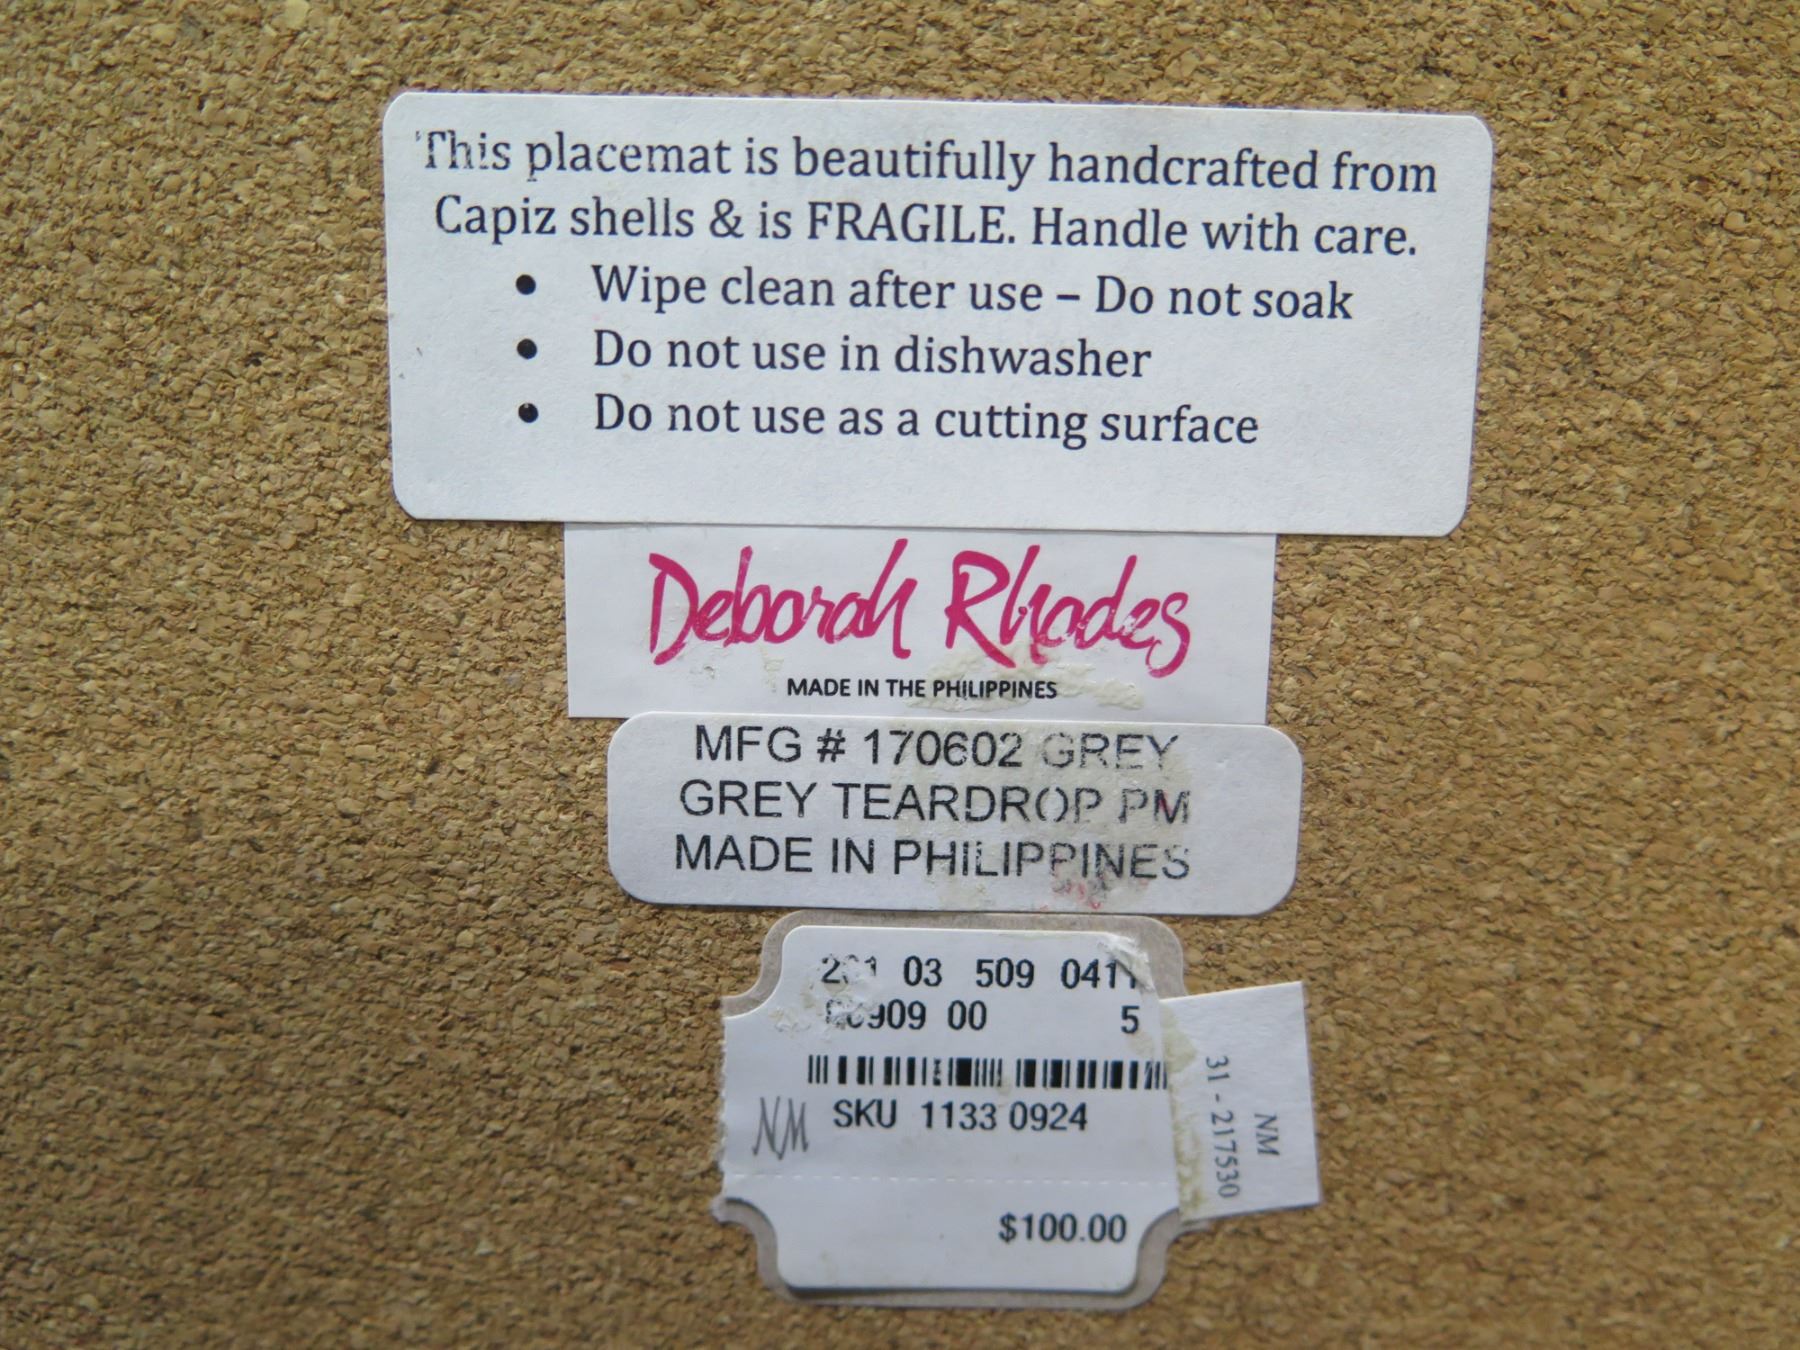 This placemat is beautifully handcrafted from
Capiz shells & is FRAGILE. Handle with care.
• Wipe clean after use – Do not soak
• Do not use in dishwasher
• Do not use as a cutting surface
Deborah Rhodes
MADE IN THE PHILIPPINES
MFG # 170602 GREY
GREY TEARDROP PM
MADE IN PHILIPPINES
03 509
00 5
SKU 1133 0924
NM
$100.00
NM
31 - 217530